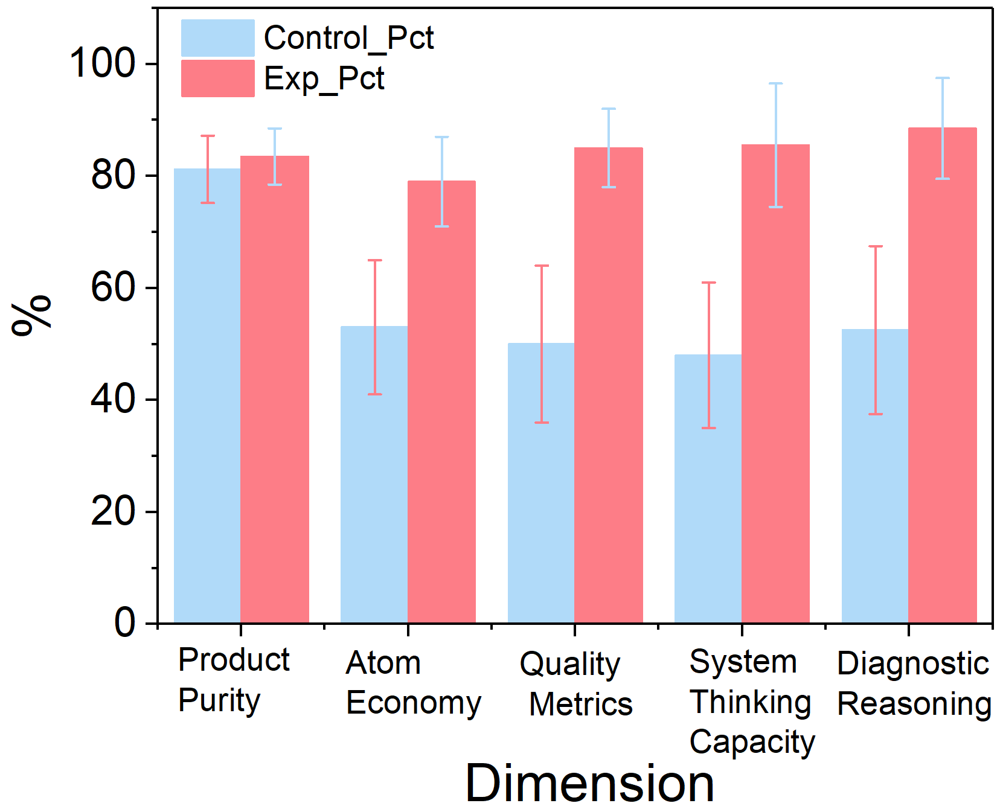 Control_Pct
Exp_Pct
100
80
60
40
20
0
%
Product
Purity
Atom
Economy
Quality
Metrics
System
Thinking
Capacity
Diagnostic
Reasoning
Dimension